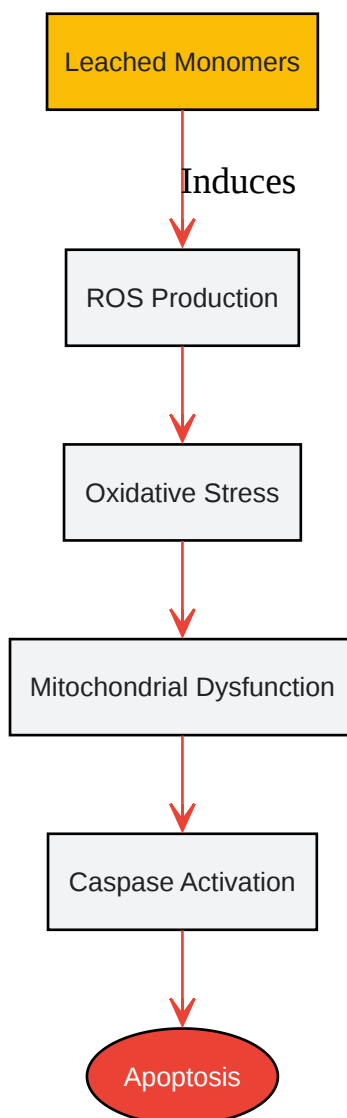 Leached Monomers
Induces
ROS Production
Oxidative Stress
Mitochondrial Dysfunction
Caspase Activation
Apoptosis